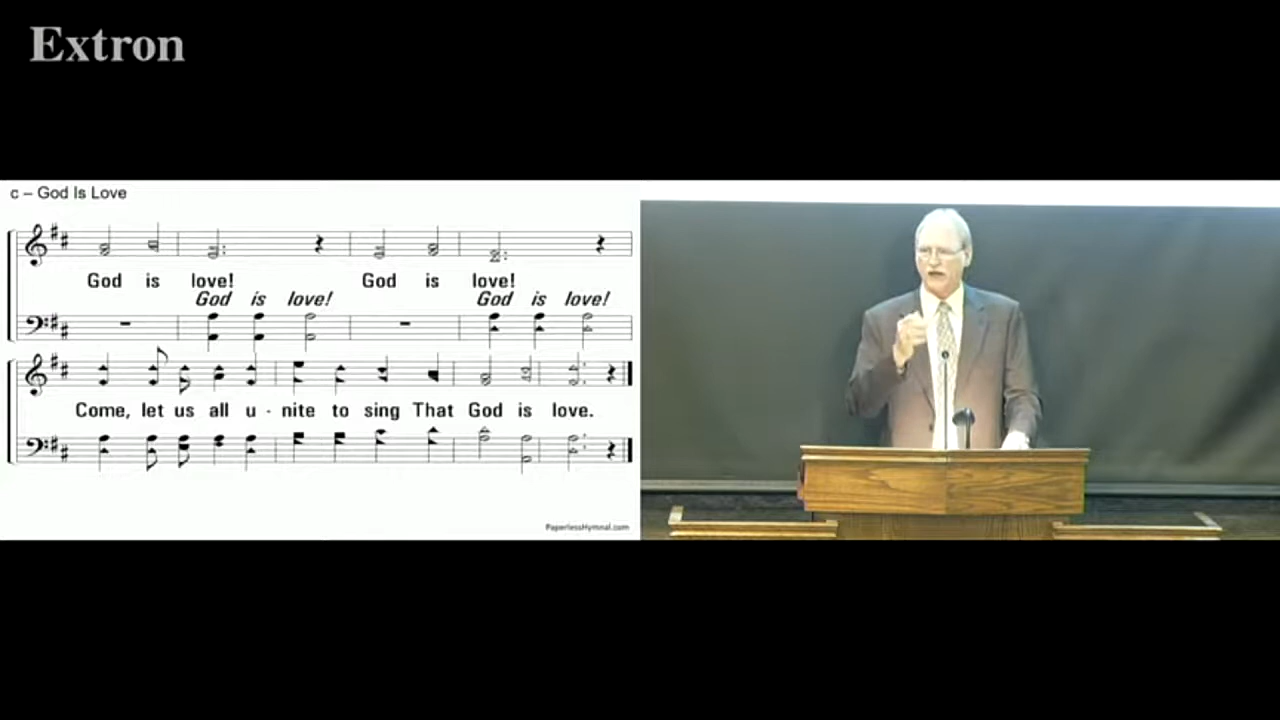 Extron
c – God Is Love
God is love! God is love!
God is love! God is love!
Come, let us all u - nite to sing That God is love.
PaperlessHymnal.com